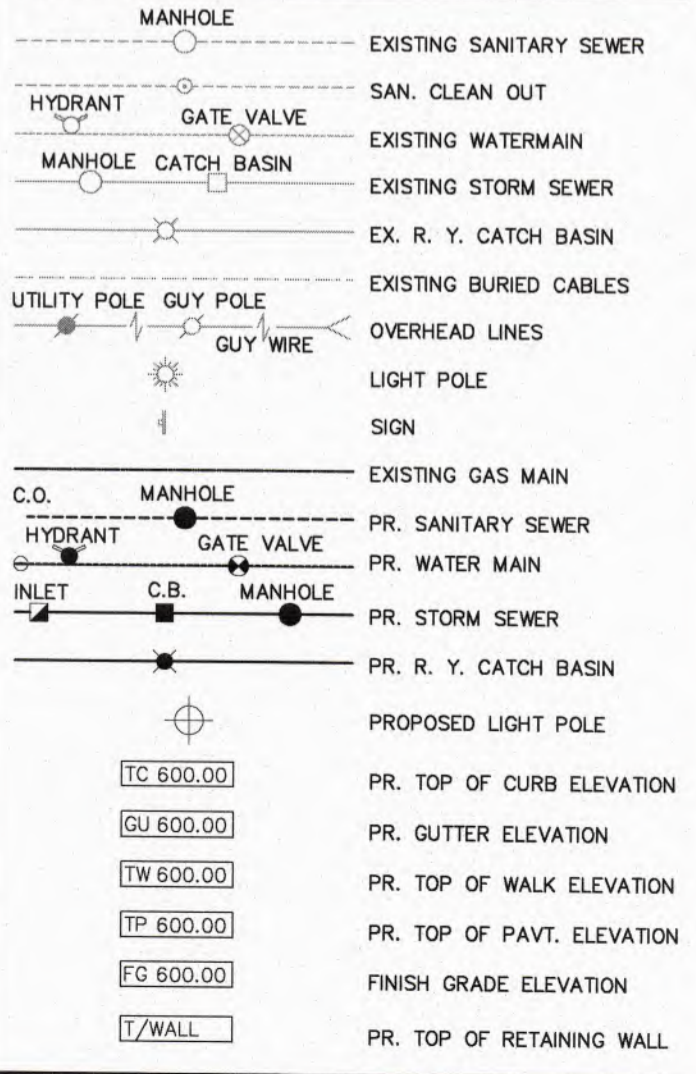 MANHOLE
EXISTING SANITARY SEWER
SAN. CLEAN OUT
HYDRANT GATE VALVE
EXISTING WATERMAIN
MANHOLE CATCH BASIN
EXISTING STORM SEWER
EX. R. Y. CATCH BASIN
EXISTING BURIED CABLES
UTILITY POLE GUY POLE
GUY WIRE OVERHEAD LINES
LIGHT POLE
SIGN
EXISTING GAS MAIN
C.O. MANHOLE
PR. SANITARY SEWER
HYDRANT GATE VALVE
PR. WATER MAIN
INLET C.B. MANHOLE
PR. STORM SEWER
PR. R. Y. CATCH BASIN
PROPOSED LIGHT POLE
TC 600.00 PR. TOP OF CURB ELEVATION
GU 600.00 PR. GUTTER ELEVATION
TW 600.00 PR. TOP OF WALK ELEVATION
TP 600.00 PR. TOP OF PAVT. ELEVATION
FG 600.00 FINISH GRADE ELEVATION
T/WALL PR. TOP OF RETAINING WALL